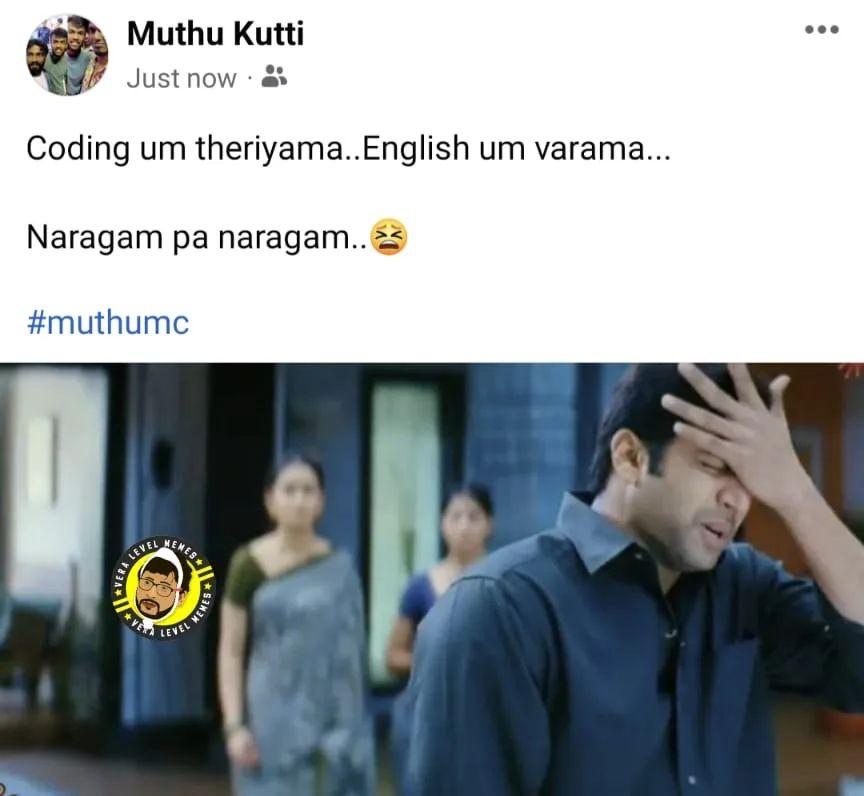 Muthu Kutti
Just now ·
Coding um theriyama..English um varama...
Naragam pa naragam..😫
#muthumc
★ VERA LEVEL MEMES ★
VERA LEVEL MEMES